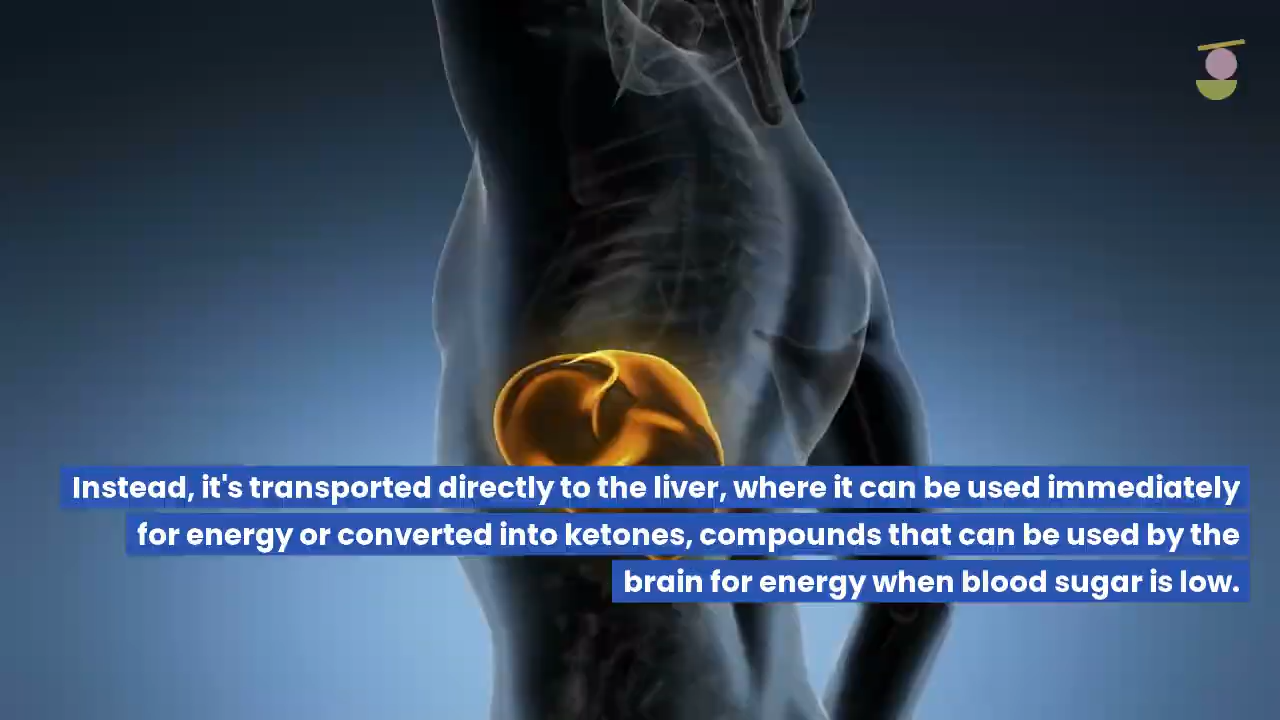 Instead, it's transported directly to the liver, where it can be used immediately
for energy or converted into ketones, compounds that can be used by the
brain for energy when blood sugar is low.